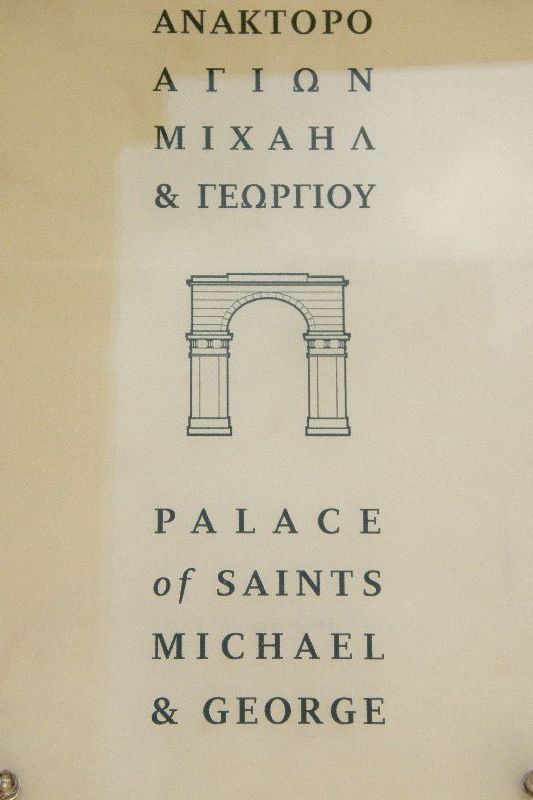 ΑΝΑΚΤΟΡΟ
ΑΓΙΩΝ
ΜΙΧΑΗΛ
& ΓΕΩΡΓΙΟΥ
PALACE
of SAINTS
MICHAEL
& GEORGE